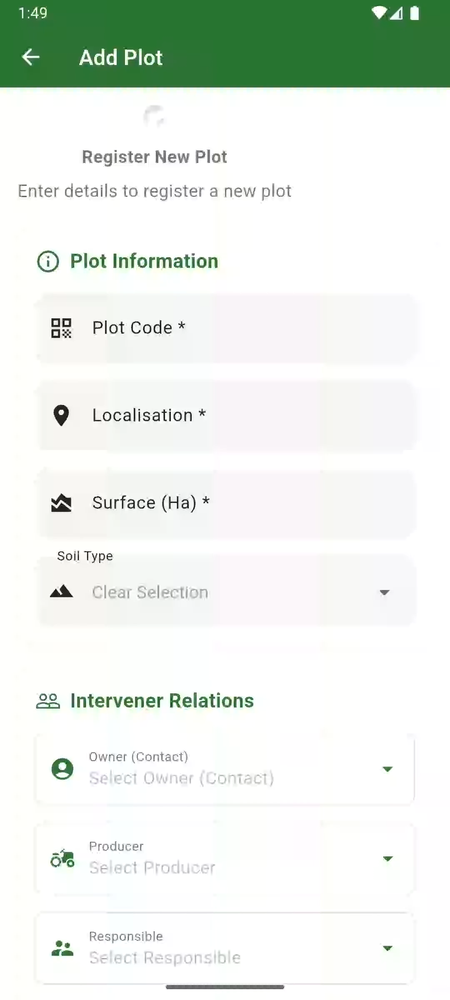 1:49
Add Plot
Register New Plot
Enter details to register a new plot
Plot Information
Plot Code *
Localisation *
Surface (Ha) *
Soil Type
Clear Selection
Intervener Relations
Owner (Contact)
Select Owner (Contact)
Producer
Select Producer
Responsible
Select Responsible